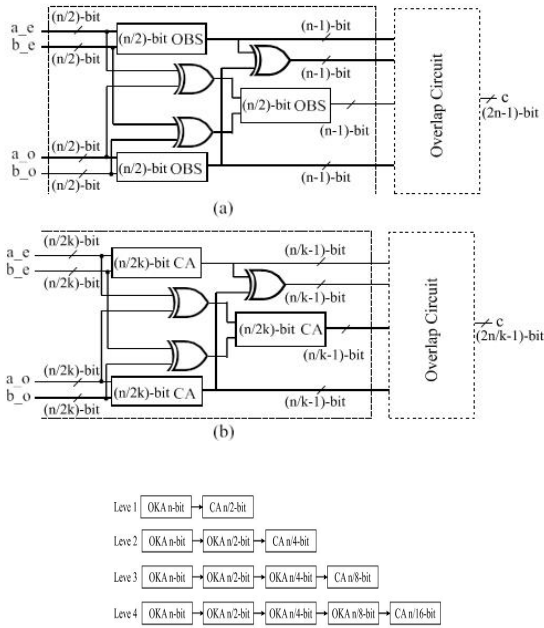 a_e
b_e
(n/2)-bit
(n/2)-bit
(n/2)-bit OBS
(n-1)-bit
(n-1)-bit
(n/2)-bit OBS
(n-1)-bit
Overlap Circuit
c
(2n-1)-bit
a_o
b_o
(n/2)-bit
(n/2)-bit
(n/2)-bit OBS
(n-1)-bit
(a)
a_e
b_e
(n/2k)-bit
(n/2k)-bit
(n/2k)-bit CA
(n/k-1)-bit
(n/k-1)-bit
(n/2k)-bit CA
(n/k-1)-bit
Overlap Circuit
c
(2n/k-1)-bit
a_o
b_o
(n/2k)-bit
(n/2k)-bit
(n/2k)-bit CA
(n/k-1)-bit
(b)
Leve 1 OKA n-bit CA n/2-bit
Leve 2 OKA n-bit OKA n/2-bit CA n/4-bit
Leve 3 OKA n-bit OKA n/2-bit OKA n/4-bit CA n/8-bit
Leve 4 OKA n-bit OKA n/2-bit OKA n/4-bit OKA n/8-bit CA n/16-bit